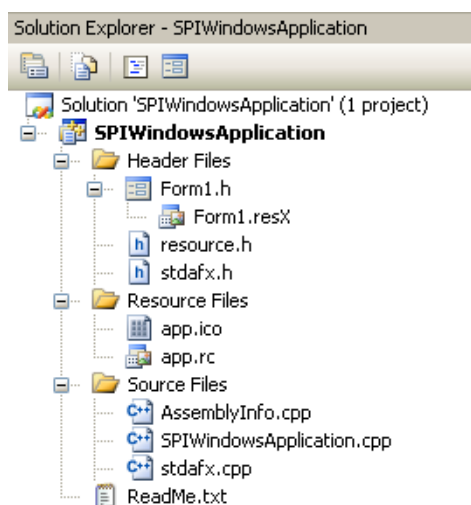 Solution Explorer - SPIWindowsApplication
Solution 'SPIWindowsApplication' (1 project)
SPIWindowsApplication
Header Files
Form1.h
Form1.resX
resource.h
stdafx.h
Resource Files
app.ico
app.rc
Source Files
AssemblyInfo.cpp
SPIWindowsApplication.cpp
stdafx.cpp
ReadMe.txt